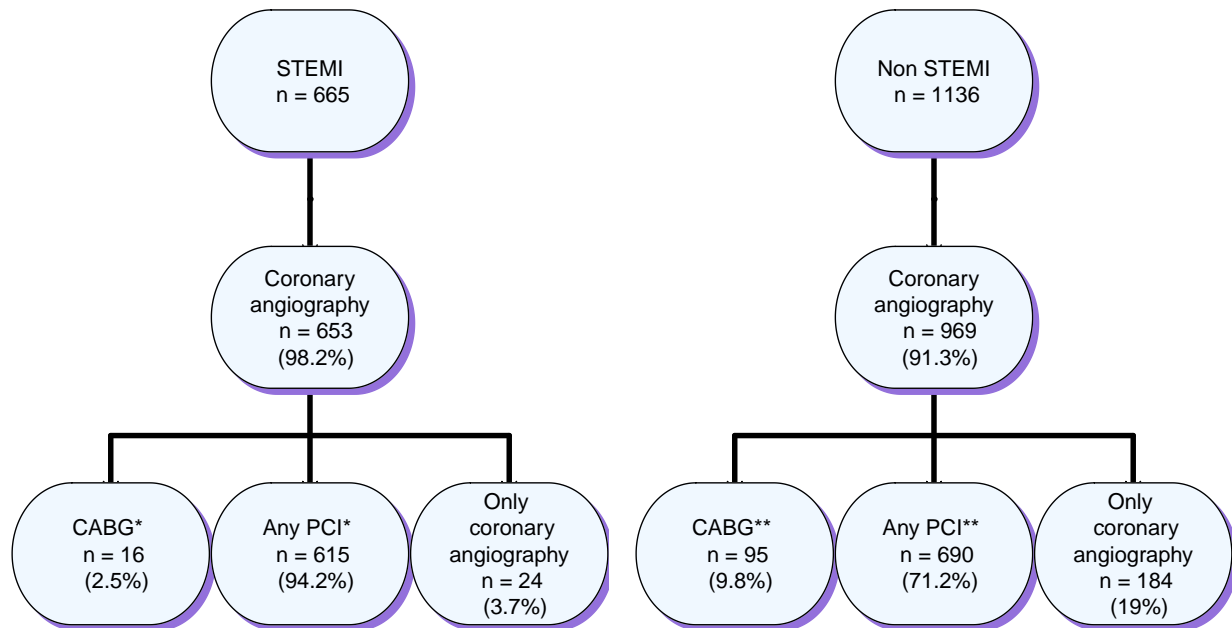 STEMI
n = 665
Non STEMI
n = 1136
Coronary
angiography
n = 653
(98.2%)
Coronary
angiography
n = 969
(91.3%)
CABG*
n = 16
(2.5%)
Any PCI*
n = 615
(94.2%)
Only
coronary
angiography
n = 24
(3.7%)
CABG**
n = 95
(9.8%)
Any PCI**
n = 690
(71.2%)
Only
coronary
angiography
n = 184
(19%)